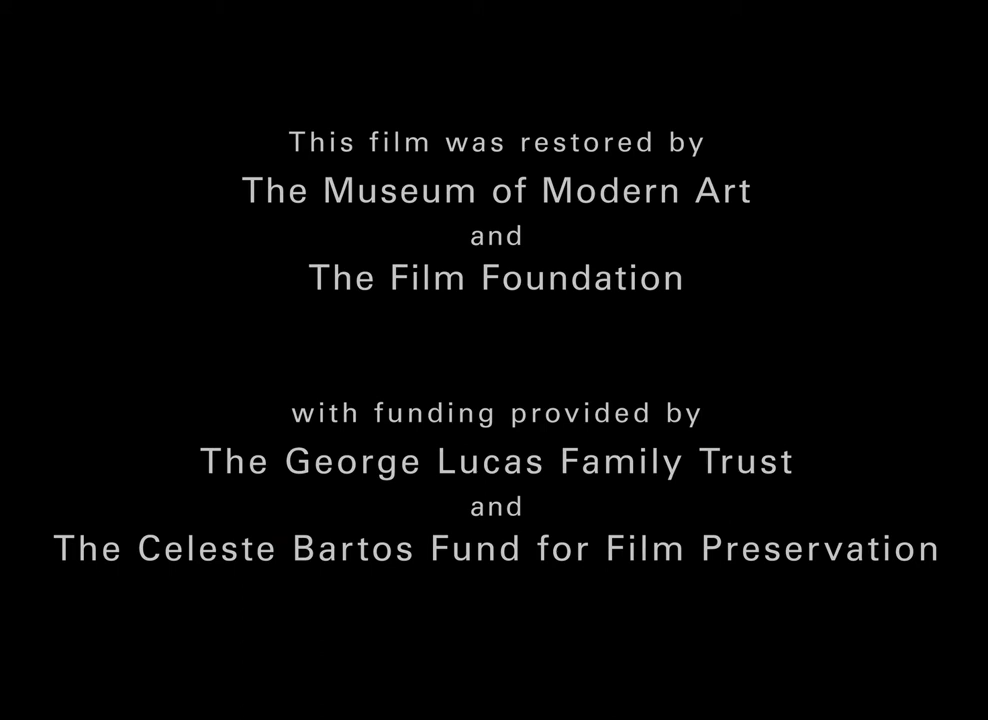 This film was restored by
The Museum of Modern Art
and
The Film Foundation
with funding provided by
The George Lucas Family Trust
and
The Celeste Bartos Fund for Film Preservation